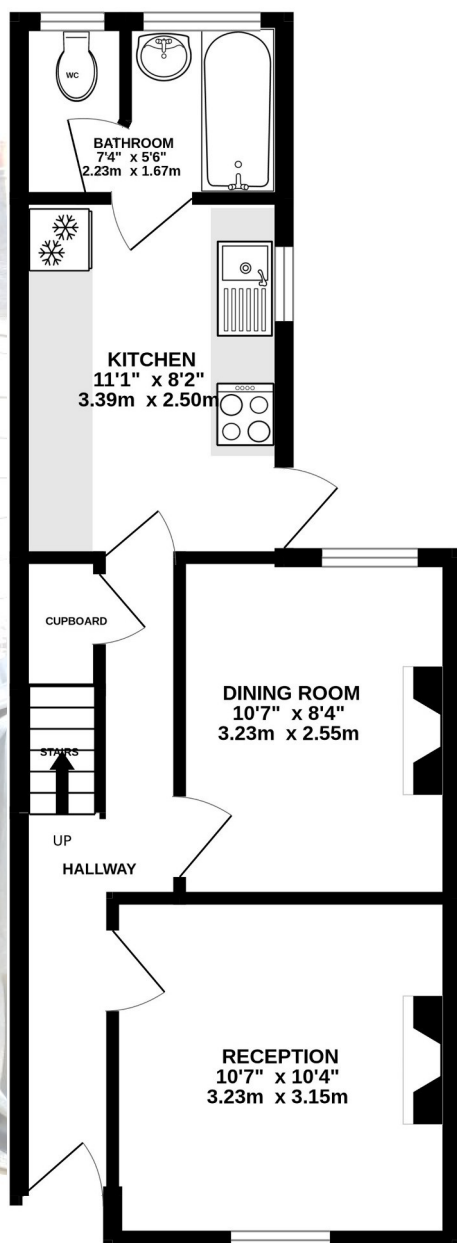 WC
BATHROOM
7'4" x 5'6"
2.23m x 1.67m
KITCHEN
11'1" x 8'2"
3.39m x 2.50m
CUPBOARD
DINING ROOM
10'7" x 8'4"
3.23m x 2.55m
STAIRS
UP
HALLWAY
RECEPTION
10'7" x 10'4"
3.23m x 3.15m